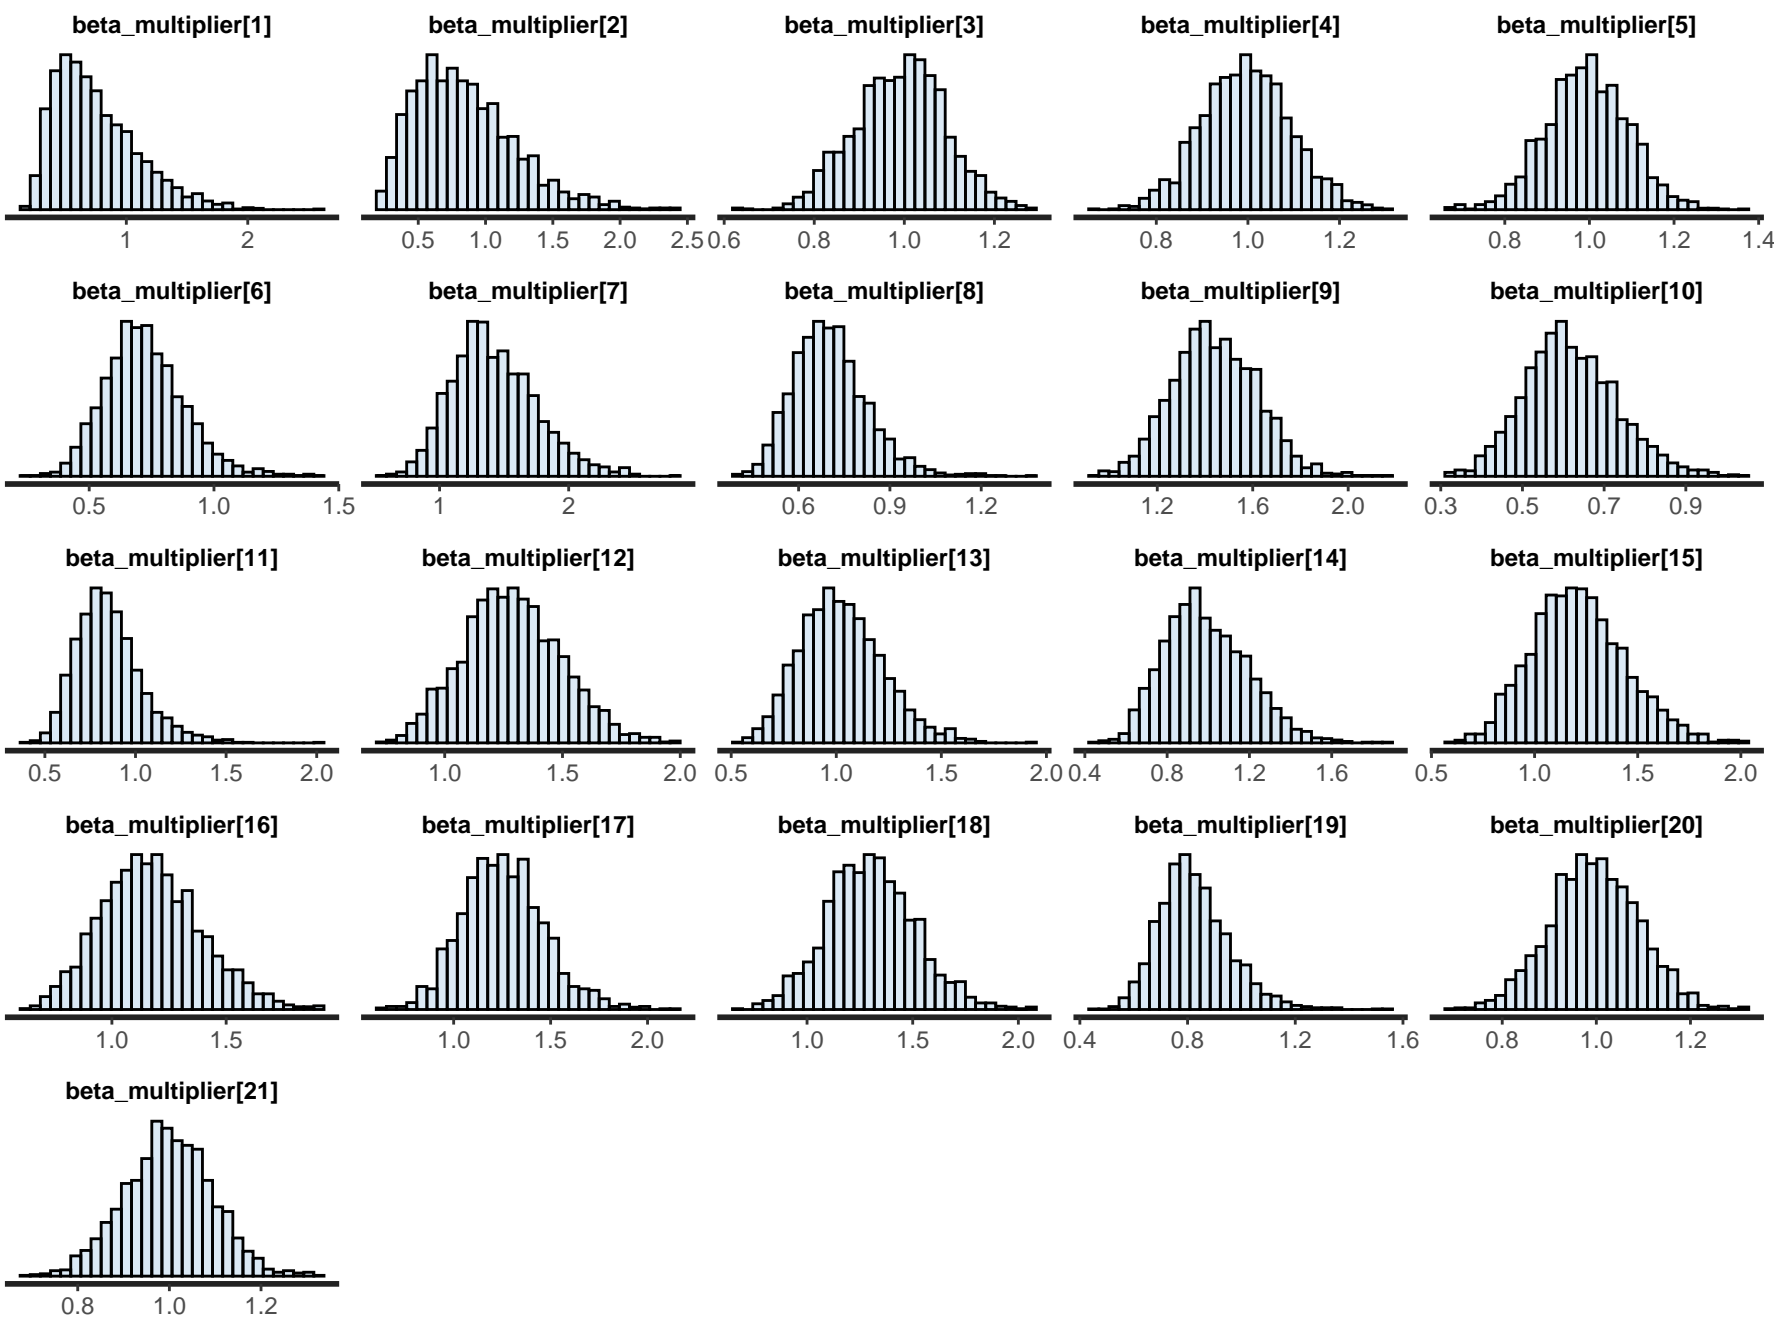 beta_multiplier[1] beta_multiplier[2] beta_multiplier[3] beta_multiplier[4] beta_multiplier[5]
1 2 0.5 1.0 1.5 2.0 2.5 0.6 0.8 1.0 1.2 0.8 1.0 1.2 0.8 1.0 1.2 1.4
beta_multiplier[6] beta_multiplier[7] beta_multiplier[8] beta_multiplier[9] beta_multiplier[10]
0.5 1.0 1.5 1 2 0.6 0.9 1.2 1.2 1.6 2.0 0.3 0.5 0.7 0.9
beta_multiplier[11] beta_multiplier[12] beta_multiplier[13] beta_multiplier[14] beta_multiplier[15]
0.5 1.0 1.5 2.0 1.0 1.5 2.0 0.5 1.0 1.5 2.0 0.4 0.8 1.2 1.6 0.5 1.0 1.5 2.0
beta_multiplier[16] beta_multiplier[17] beta_multiplier[18] beta_multiplier[19] beta_multiplier[20]
1.0 1.5 1.0 1.5 2.0 1.0 1.5 2.0 0.4 0.8 1.2 1.6 0.8 1.0 1.2
beta_multiplier[21]
0.8 1.0 1.2